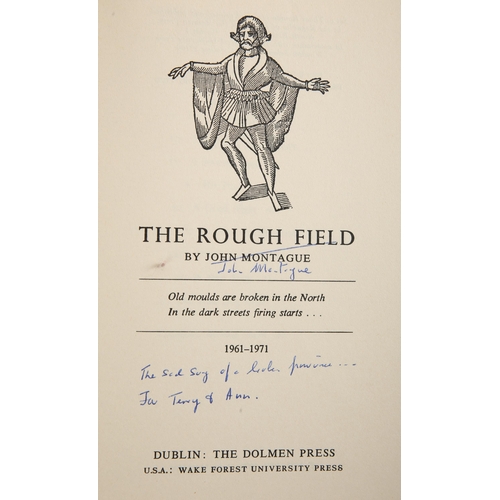 THE ROUGH FIELD
BY JOHN MONTAGUE
John Montague
Old moulds are broken in the North
In the dark streets firing starts . . .
1961–1971
The sad song of a province...
For Terry & Ann.
DUBLIN: THE DOLMEN PRESS
U.S.A.: WAKE FOREST UNIVERSITY PRESS